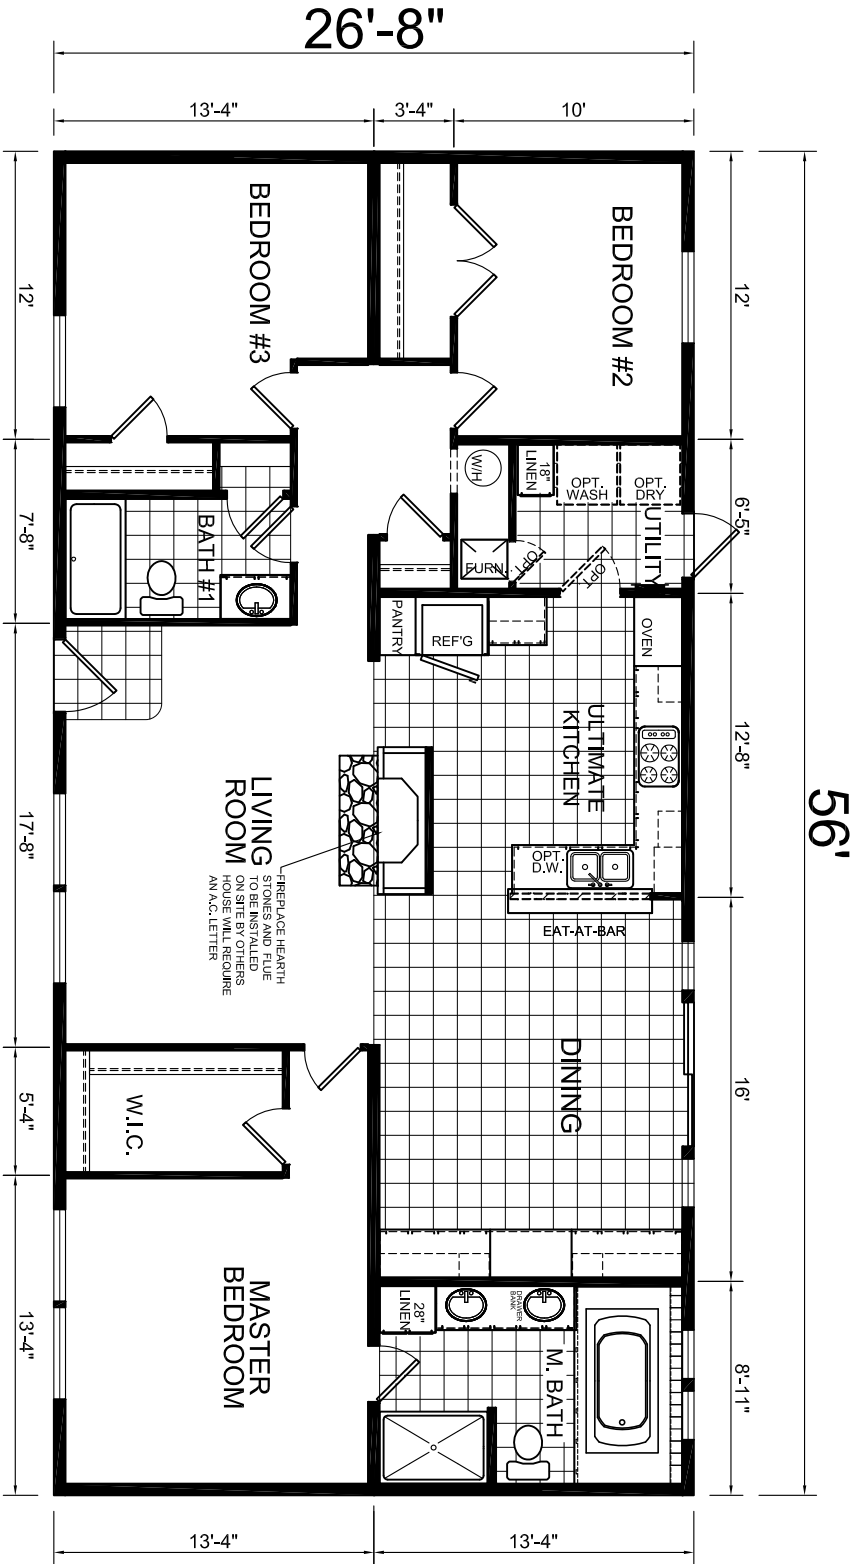 26'-8"
13'-4"
3'-4"
10'
56'
12'
6'-5"
12'-8"
16'
8'-11"
12'
7'-8"
17'-8"
5'-4"
13'-4"
BEDROOM #3
BEDROOM #2
W/H
18"
LINEN
OPT.
WASH
OPT.
DRY
UTILITY
FURN.
OPT
OPT
BATH #1
PANTRY
REF'G
OVEN
ULTIMATE
KITCHEN
OPT.
D.W.
EAT-AT-BAR
LIVING
ROOM
FIREPLACE HEARTH
STONES AND FLUE
TO BE INSTALLED
ON SITE BY OTHERS
HOUSE WILL REQUIRE
AN A.C. LETTER
DINING
W.I.C.
MASTER
BEDROOM
28"
LINEN
DRAWER
BANK
M. BATH
13'-4"
13'-4"